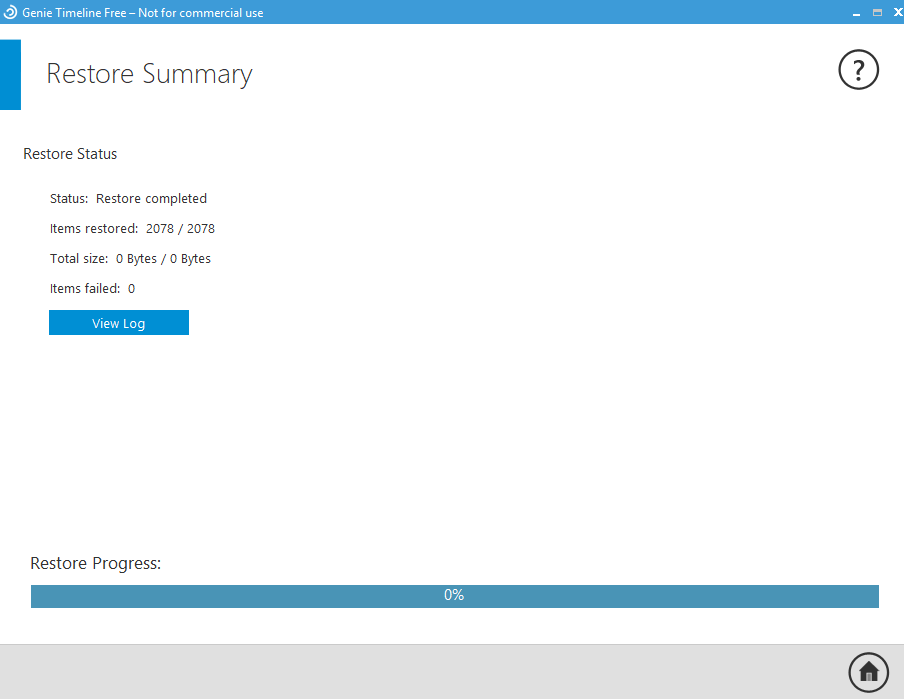 Genie Timeline Free – Not for commercial use
Restore Summary
?
Restore Status
Status: Restore completed
Items restored: 2078 / 2078
Total size: 0 Bytes / 0 Bytes
Items failed: 0
View Log
Restore Progress:
0%